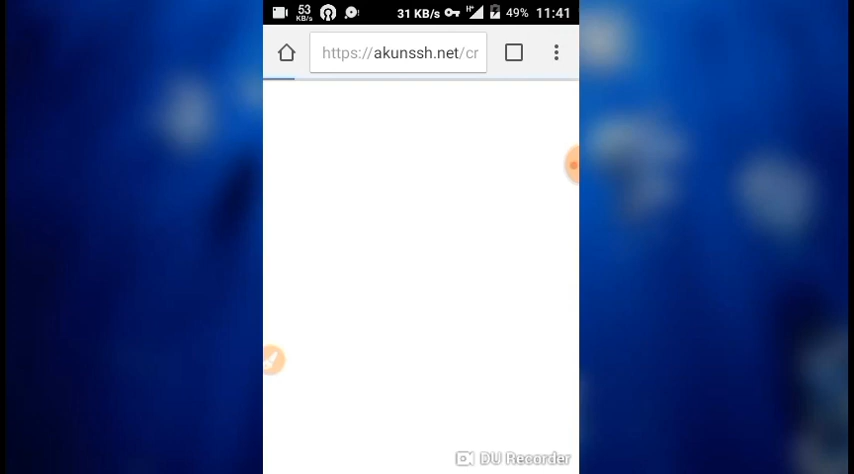 53 KB/s 31 KB/s H+ 49% 11:41
https://akunssh.net/cr
DU Recorder